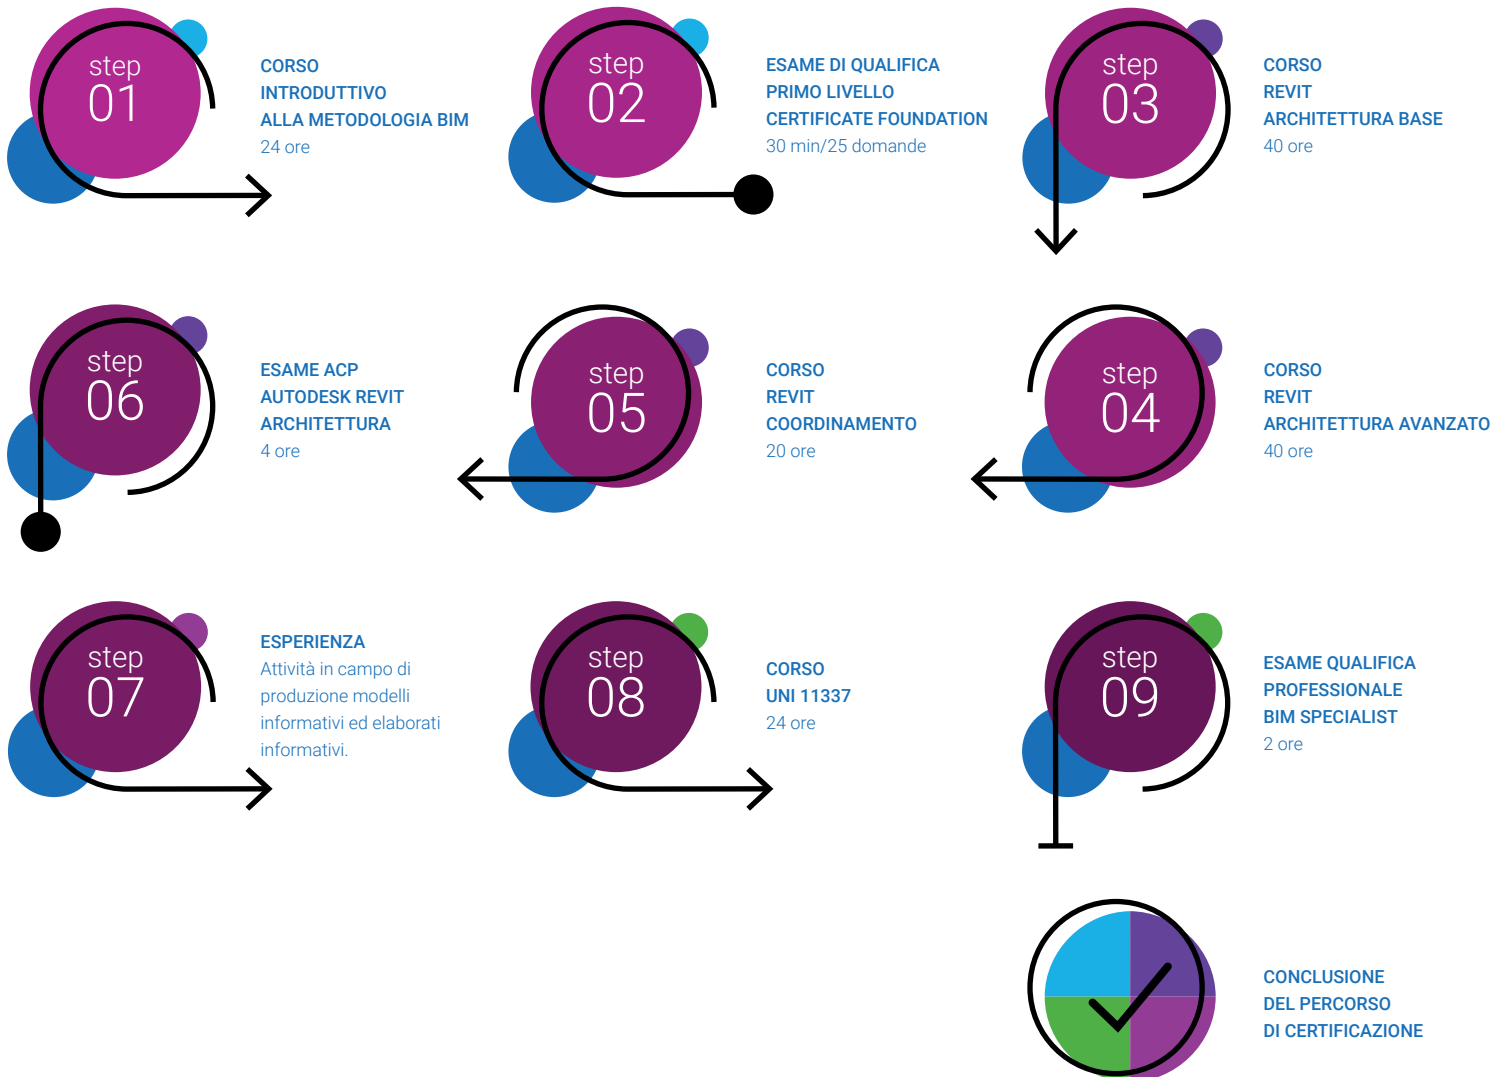 step
01
CORSO
INTRODUTTIVO
ALLA METODOLOGIA BIM
24 ore
step
02
ESAME DI QUALIFICA
PRIMO LIVELLO
CERTIFICATE FOUNDATION
30 min/25 domande
step
03
CORSO
REVIT
ARCHITETTURA BASE
40 ore
step
06
ESAME ACP
AUTODESK REVIT
ARCHITETTURA
4 ore
step
05
CORSO
REVIT
COORDINAMENTO
20 ore
step
04
CORSO
REVIT
ARCHITETTURA AVANZATO
40 ore
step
07
ESPERIENZA
Attività in campo di
produzione modelli
informativi ed elaborati
informativi.
step
08
CORSO
UNI 11337
24 ore
step
09
ESAME QUALIFICA
PROFESSIONALE
BIM SPECIALIST
2 ore
CONCLUSIONE
DEL PERCORSO
DI CERTIFICAZIONE